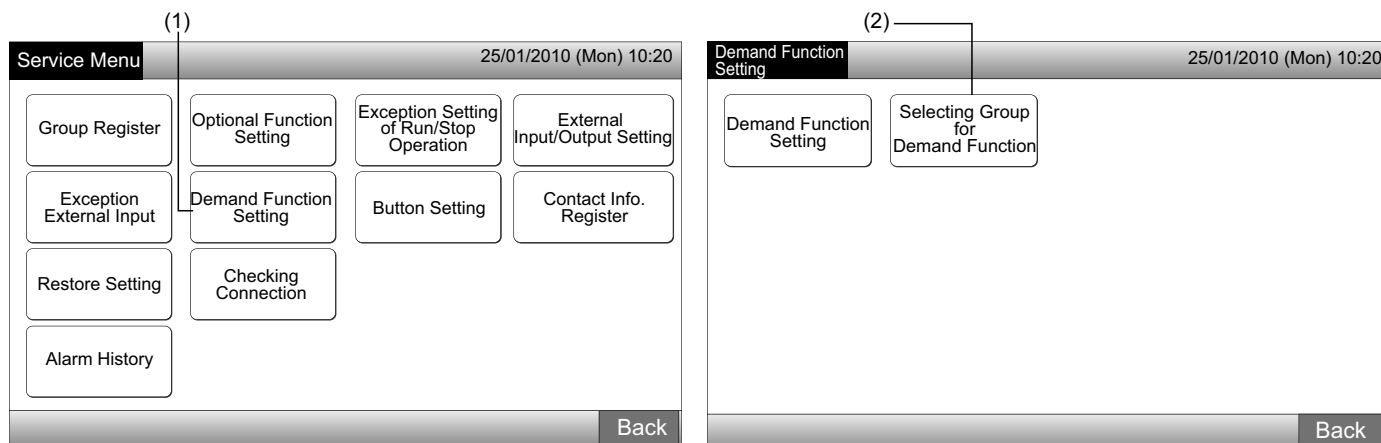 (1)
Service Menu
25/01/2010 (Mon) 10:20
Group Register
Optional Function
Setting
Exception Setting
of Run/Stop
Operation
External
Input/Output Setting
Exception
External Input
Demand Function
Setting
Button Setting
Contact Info.
Register
Restore Setting
Checking
Connection
Alarm History
Back
(2)
Demand Function
Setting
25/01/2010 (Mon) 10:20
Demand Function
Setting
Selecting Group
for
Demand Function
Back